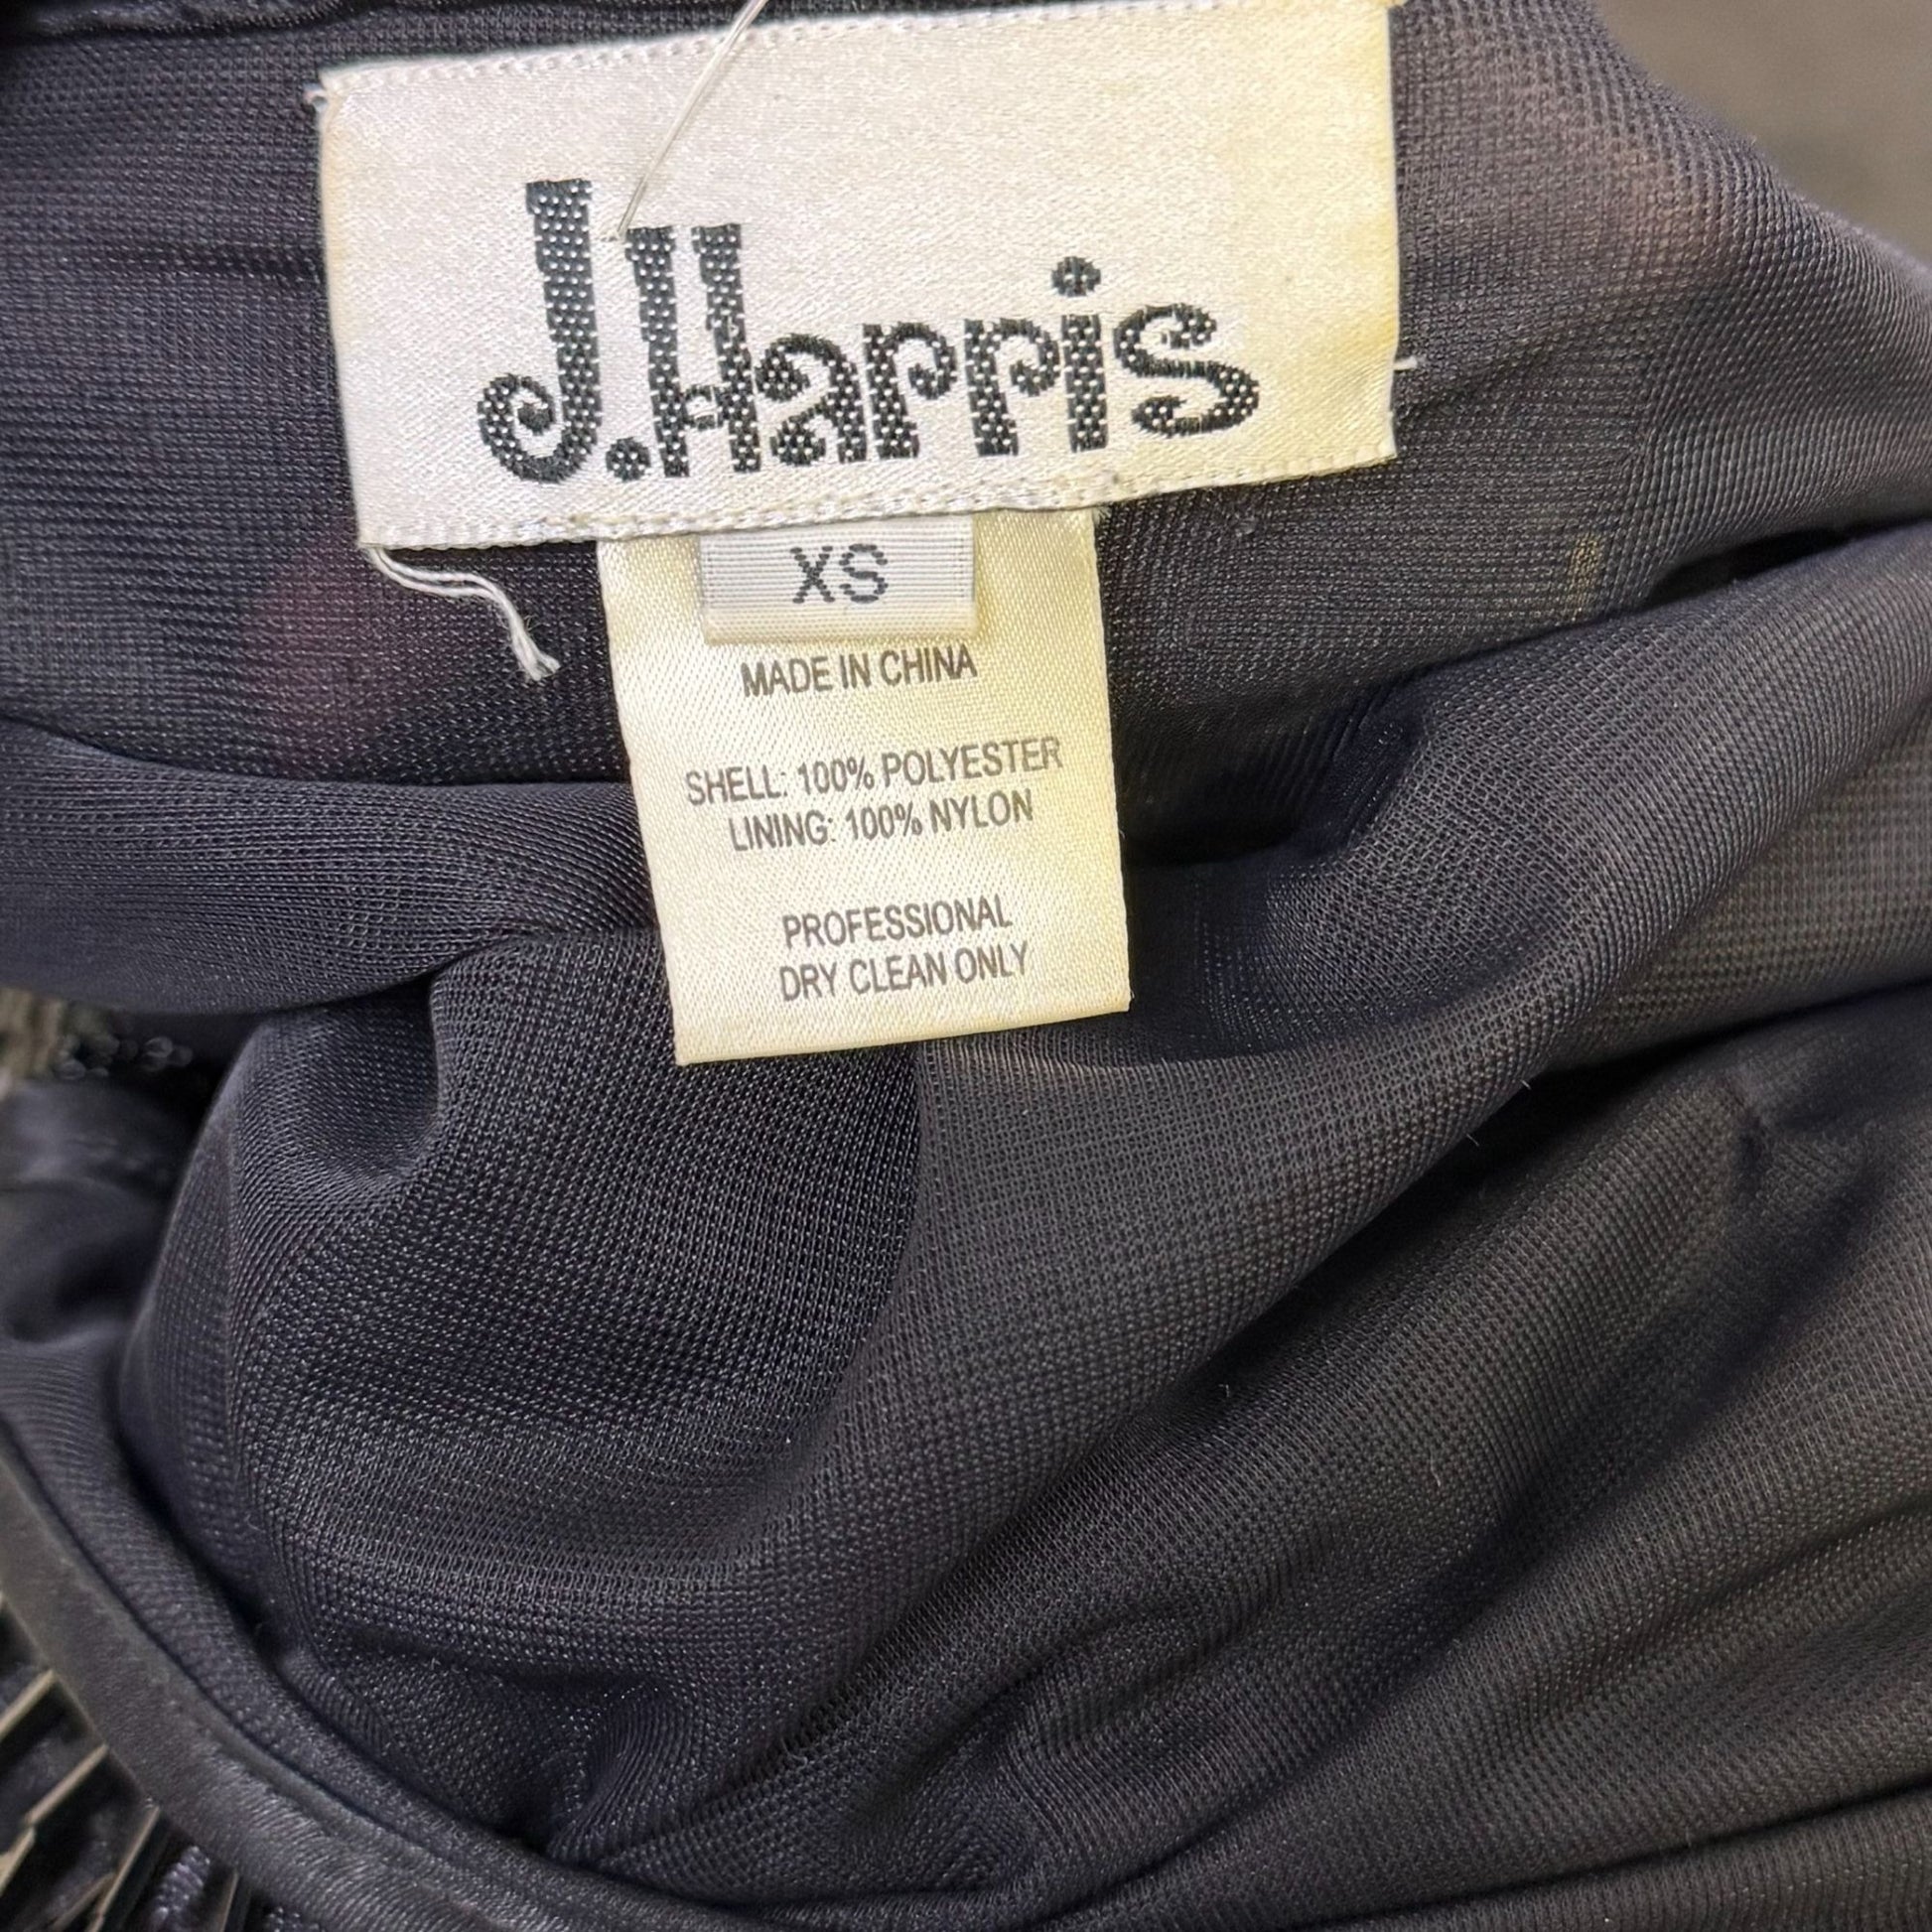 J.Harris
XS
MADE IN CHINA
SHELL: 100% POLYESTER
LINING: 100% NYLON
PROFESSIONAL
DRY CLEAN ONLY